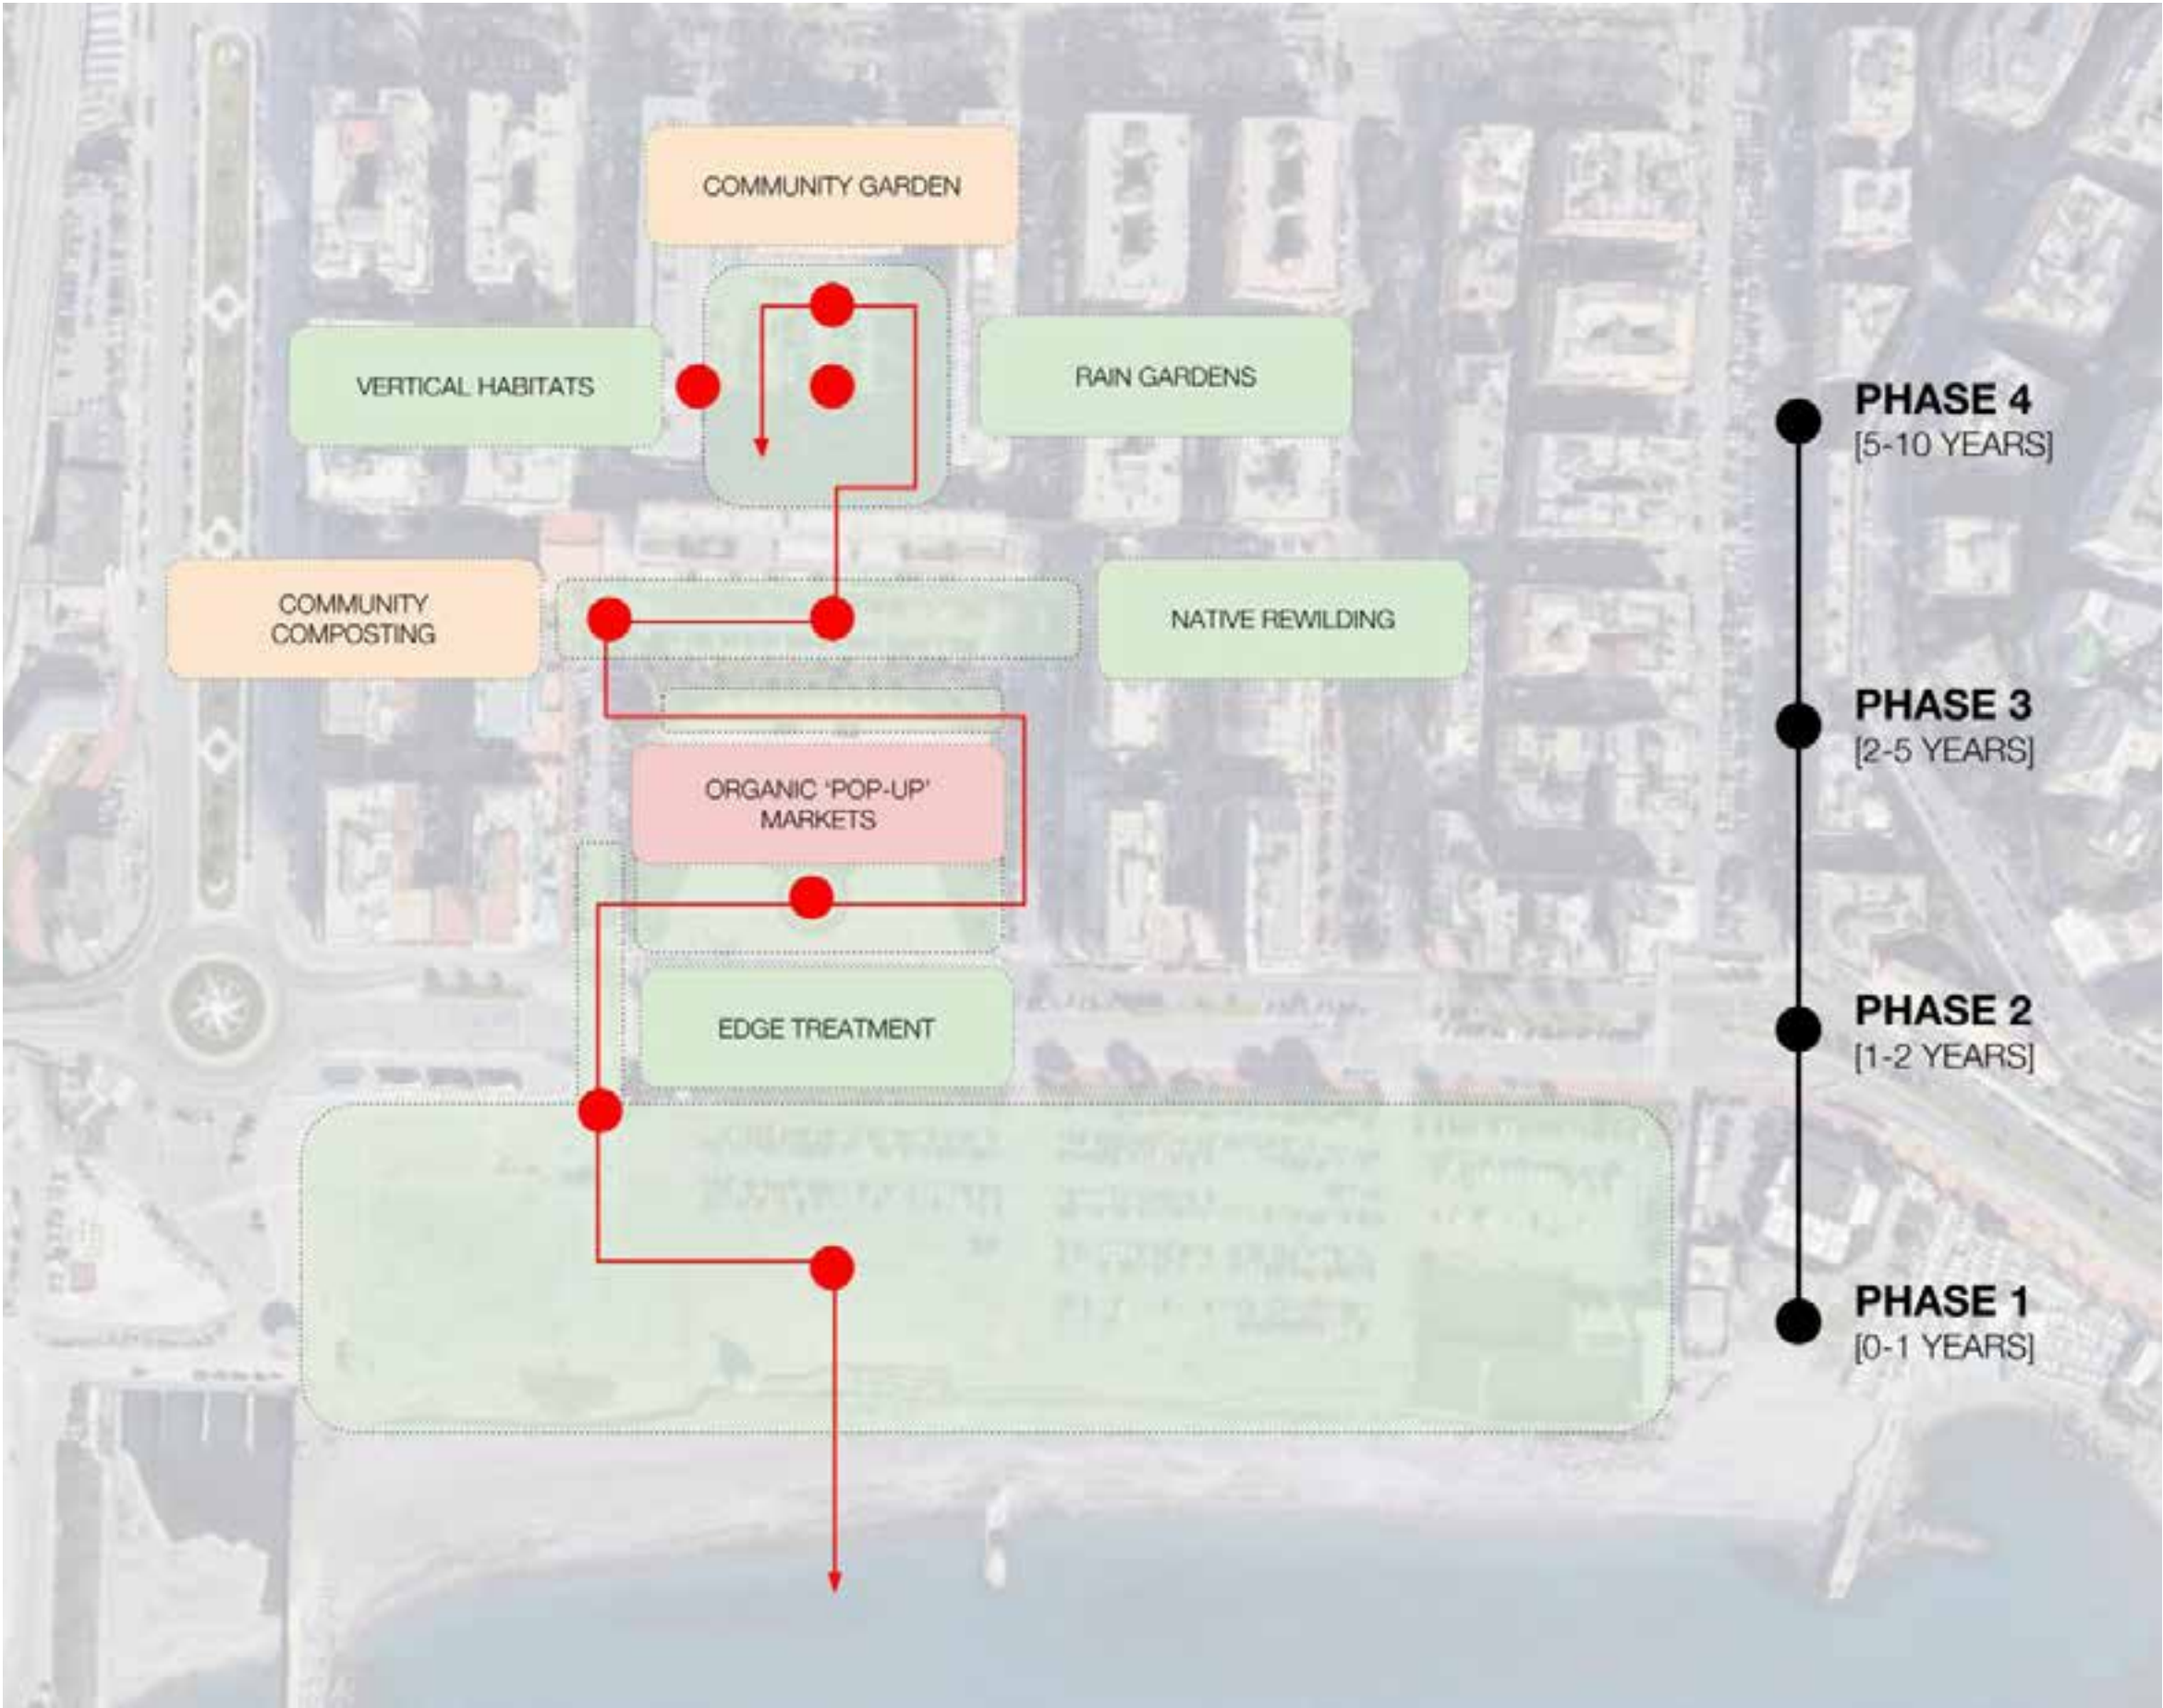 COMMUNITY GARDEN
VERTICAL HABITATS
RAIN GARDENS
PHASE 4
[5-10 YEARS]
COMMUNITY
COMPOSTING
NATIVE REWILDING
PHASE 3
[2-5 YEARS]
ORGANIC 'POP-UP'
MARKETS
EDGE TREATMENT
PHASE 2
[1-2 YEARS]
PHASE 1
[0-1 YEARS]